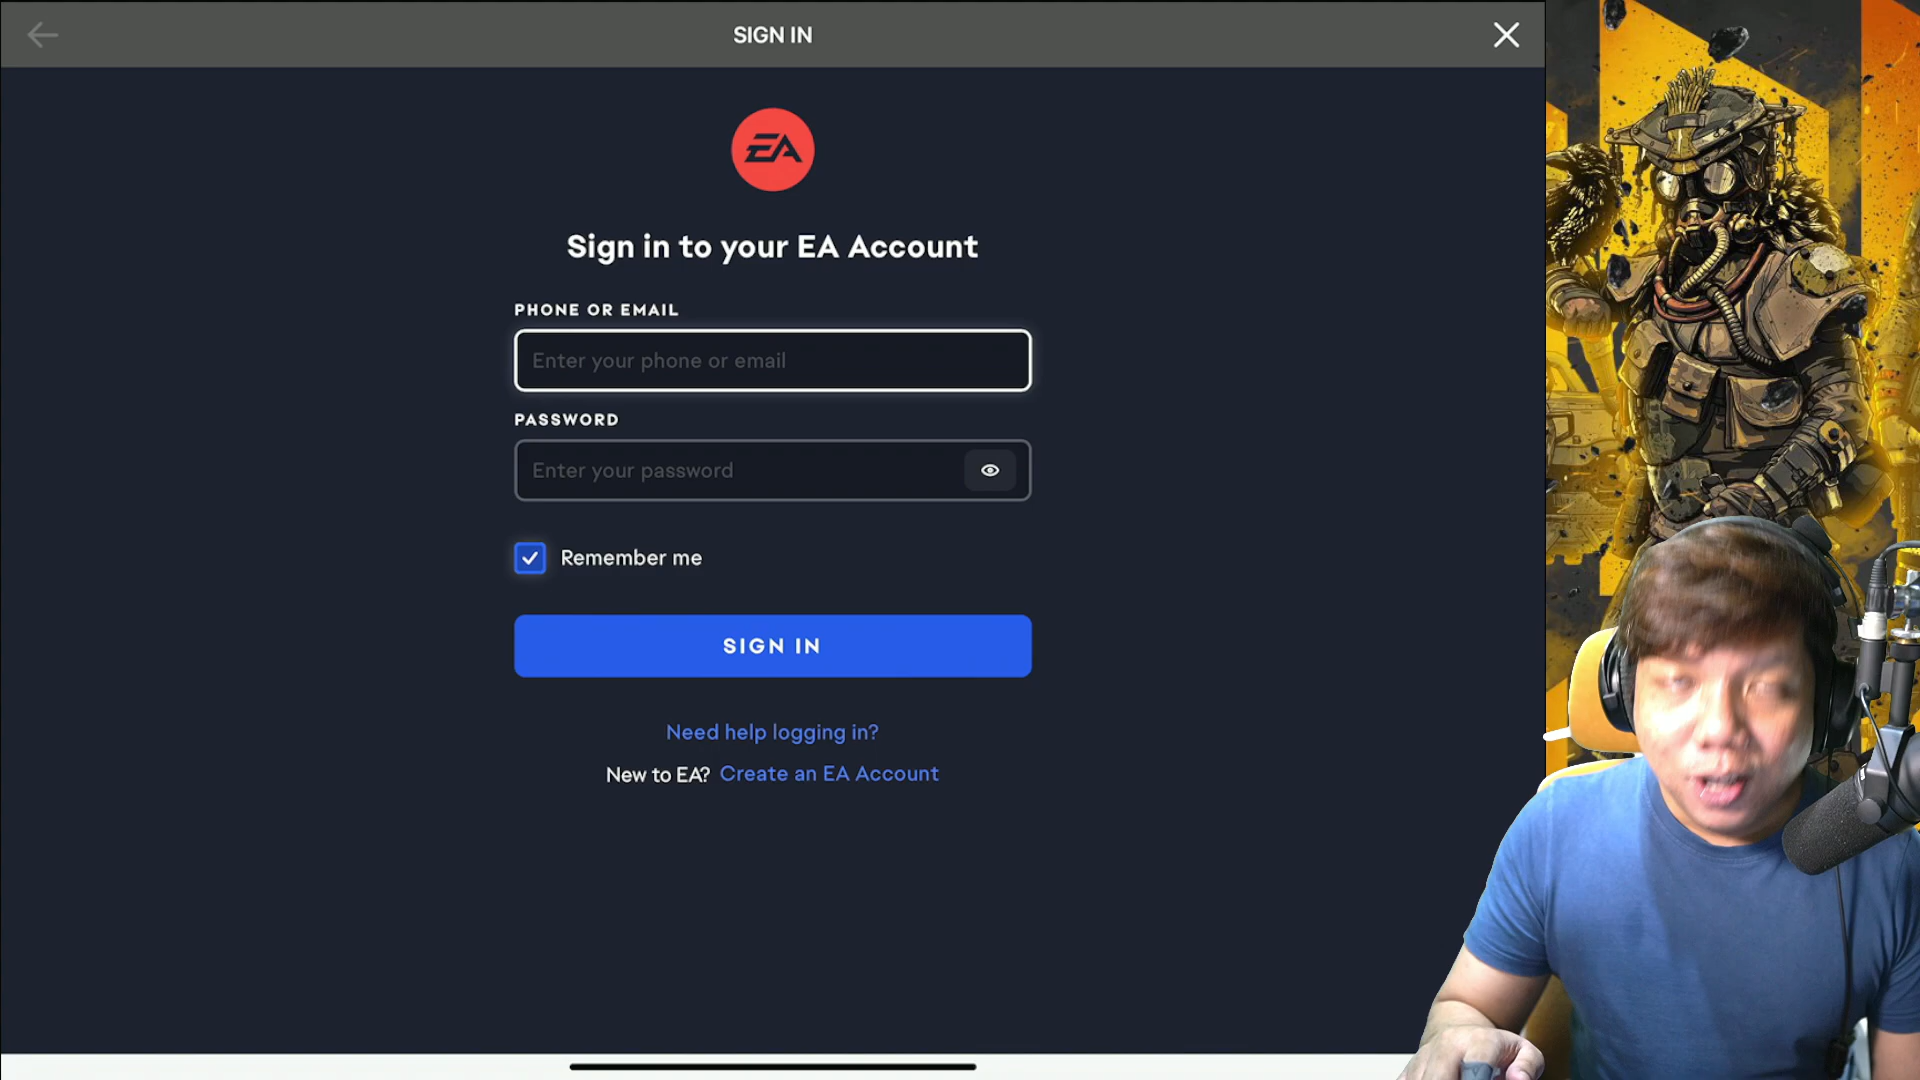 SIGN IN
EA
Sign in to your EA Account
PHONE OR EMAIL
Enter your phone or email
PASSWORD
Enter your password
Remember me
SIGN IN
Need help logging in?
New to EA? Create an EA Account